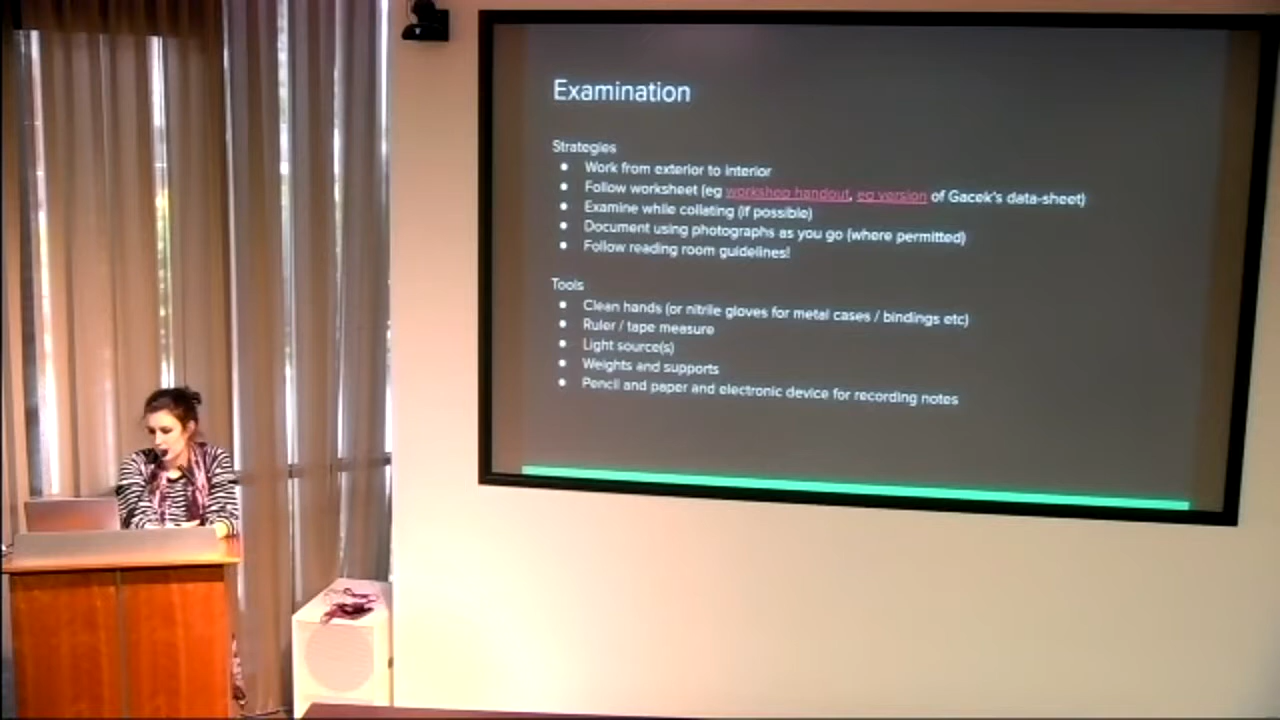 Examination
Strategies
● Work from exterior to interior
● Follow worksheet (eg workshop handout, eg version of Gacek's data-sheet)
● Examine while collating (if possible)
● Document using photographs as you go (where permitted)
● Follow reading room guidelines!
Tools
● Clean hands (or nitrile gloves for metal cases / bindings etc)
● Ruler / tape measure
● Light source(s)
● Weights and supports
● Pencil and paper and electronic device for recording notes